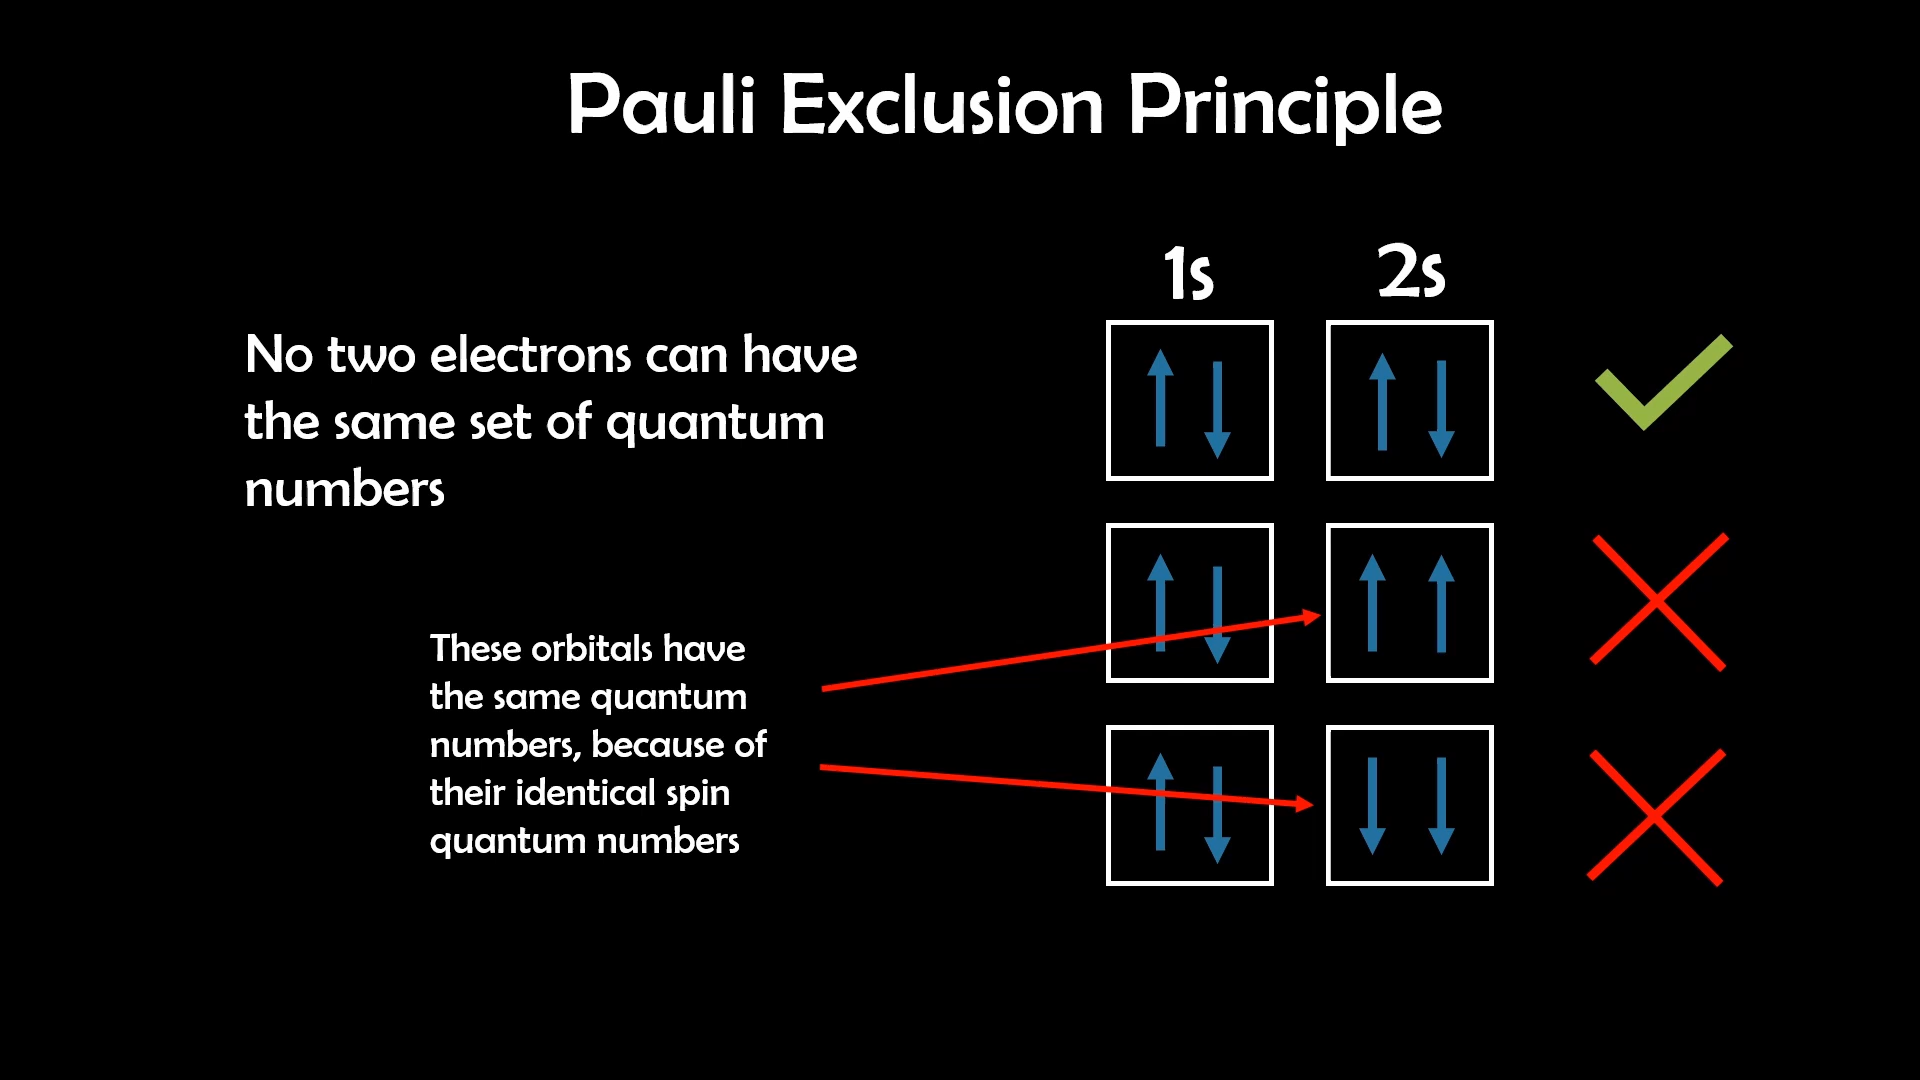 Pauli Exclusion Principle
1s 2s
No two electrons can have
the same set of quantum
numbers
These orbitals have
the same quantum
numbers, because of
their identical spin
quantum numbers